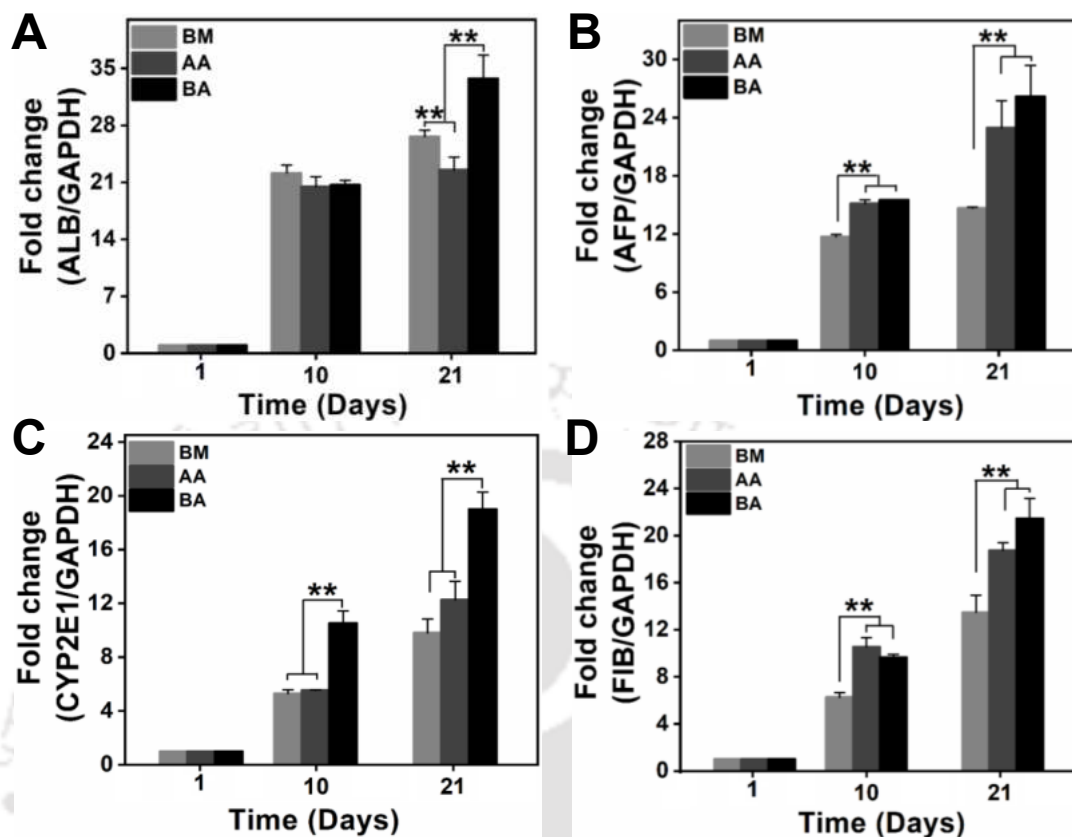 A
Fold change
(ALB/GAPDH)
35
28
21
14
7
0
BM
AA
BA
**
**
1
10
21
Time (Days)
B
Fold change
(AFP/GAPDH)
30
24
18
12
6
0
BM
AA
BA
**
**
1
10
21
Time (Days)
C
Fold change
(CYP2E1/GAPDH)
24
20
16
12
8
4
0
BM
AA
BA
**
**
1
10
21
Time (Days)
D
Fold change
(FIB/GAPDH)
28
24
20
16
12
8
4
0
BM
AA
BA
**
**
1
10
21
Time (Days)